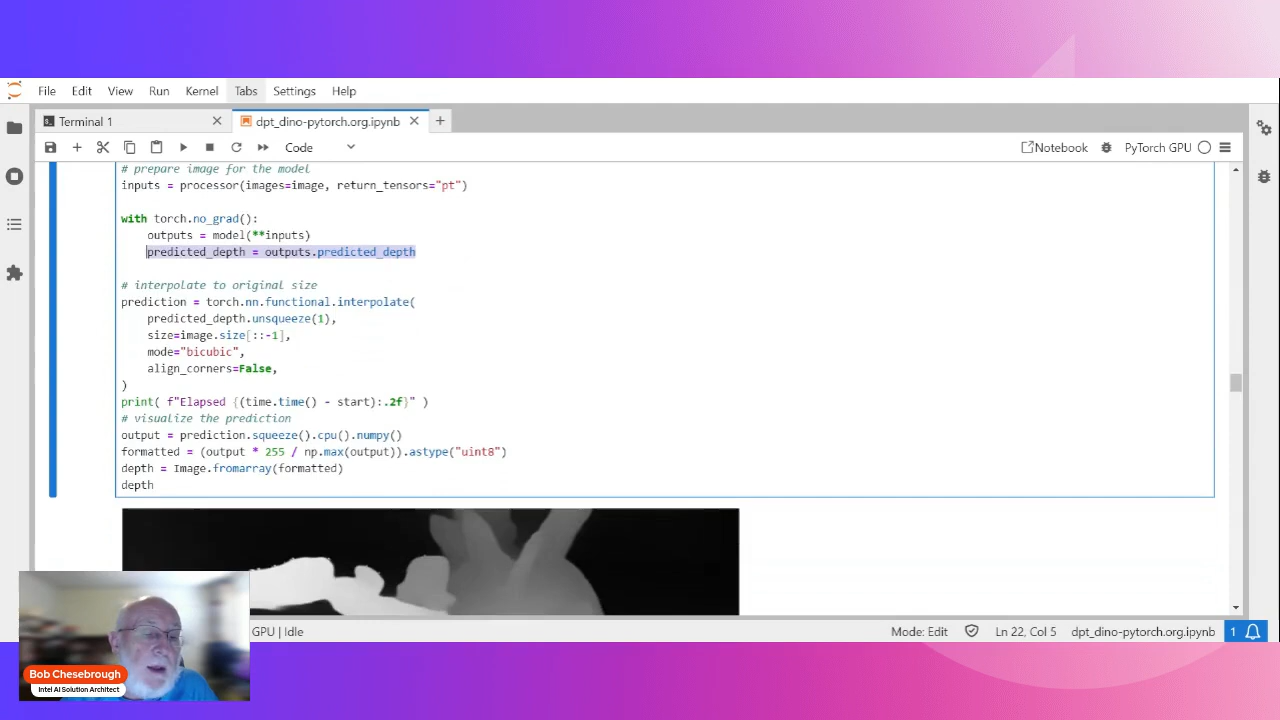 File Edit View Run Kernel Tabs Settings Help
Terminal 1
dpt_dino-pytorch.org.ipynb
Code
Notebook
PyTorch GPU
# prepare image for the model
inputs = processor(images=image, return_tensors="pt")
with torch.no_grad():
outputs = model(**inputs)
predicted_depth = outputs.predicted_depth
# interpolate to original size
prediction = torch.nn.functional.interpolate(
predicted_depth.unsqueeze(1),
size=image.size[::-1],
mode="bicubic",
align_corners=False,
)
print( f"Elapsed {(time.time() - start):.2f}" )
# visualize the prediction
output = prediction.squeeze().cpu().numpy()
formatted = (output * 255 / np.max(output)).astype("uint8")
depth = Image.fromarray(formatted)
depth
GPU | Idle
Mode: Edit
Ln 22, Col 5
dpt_dino-pytorch.org.ipynb
1
Bob Chesebrough
Intel AI Solution Architect